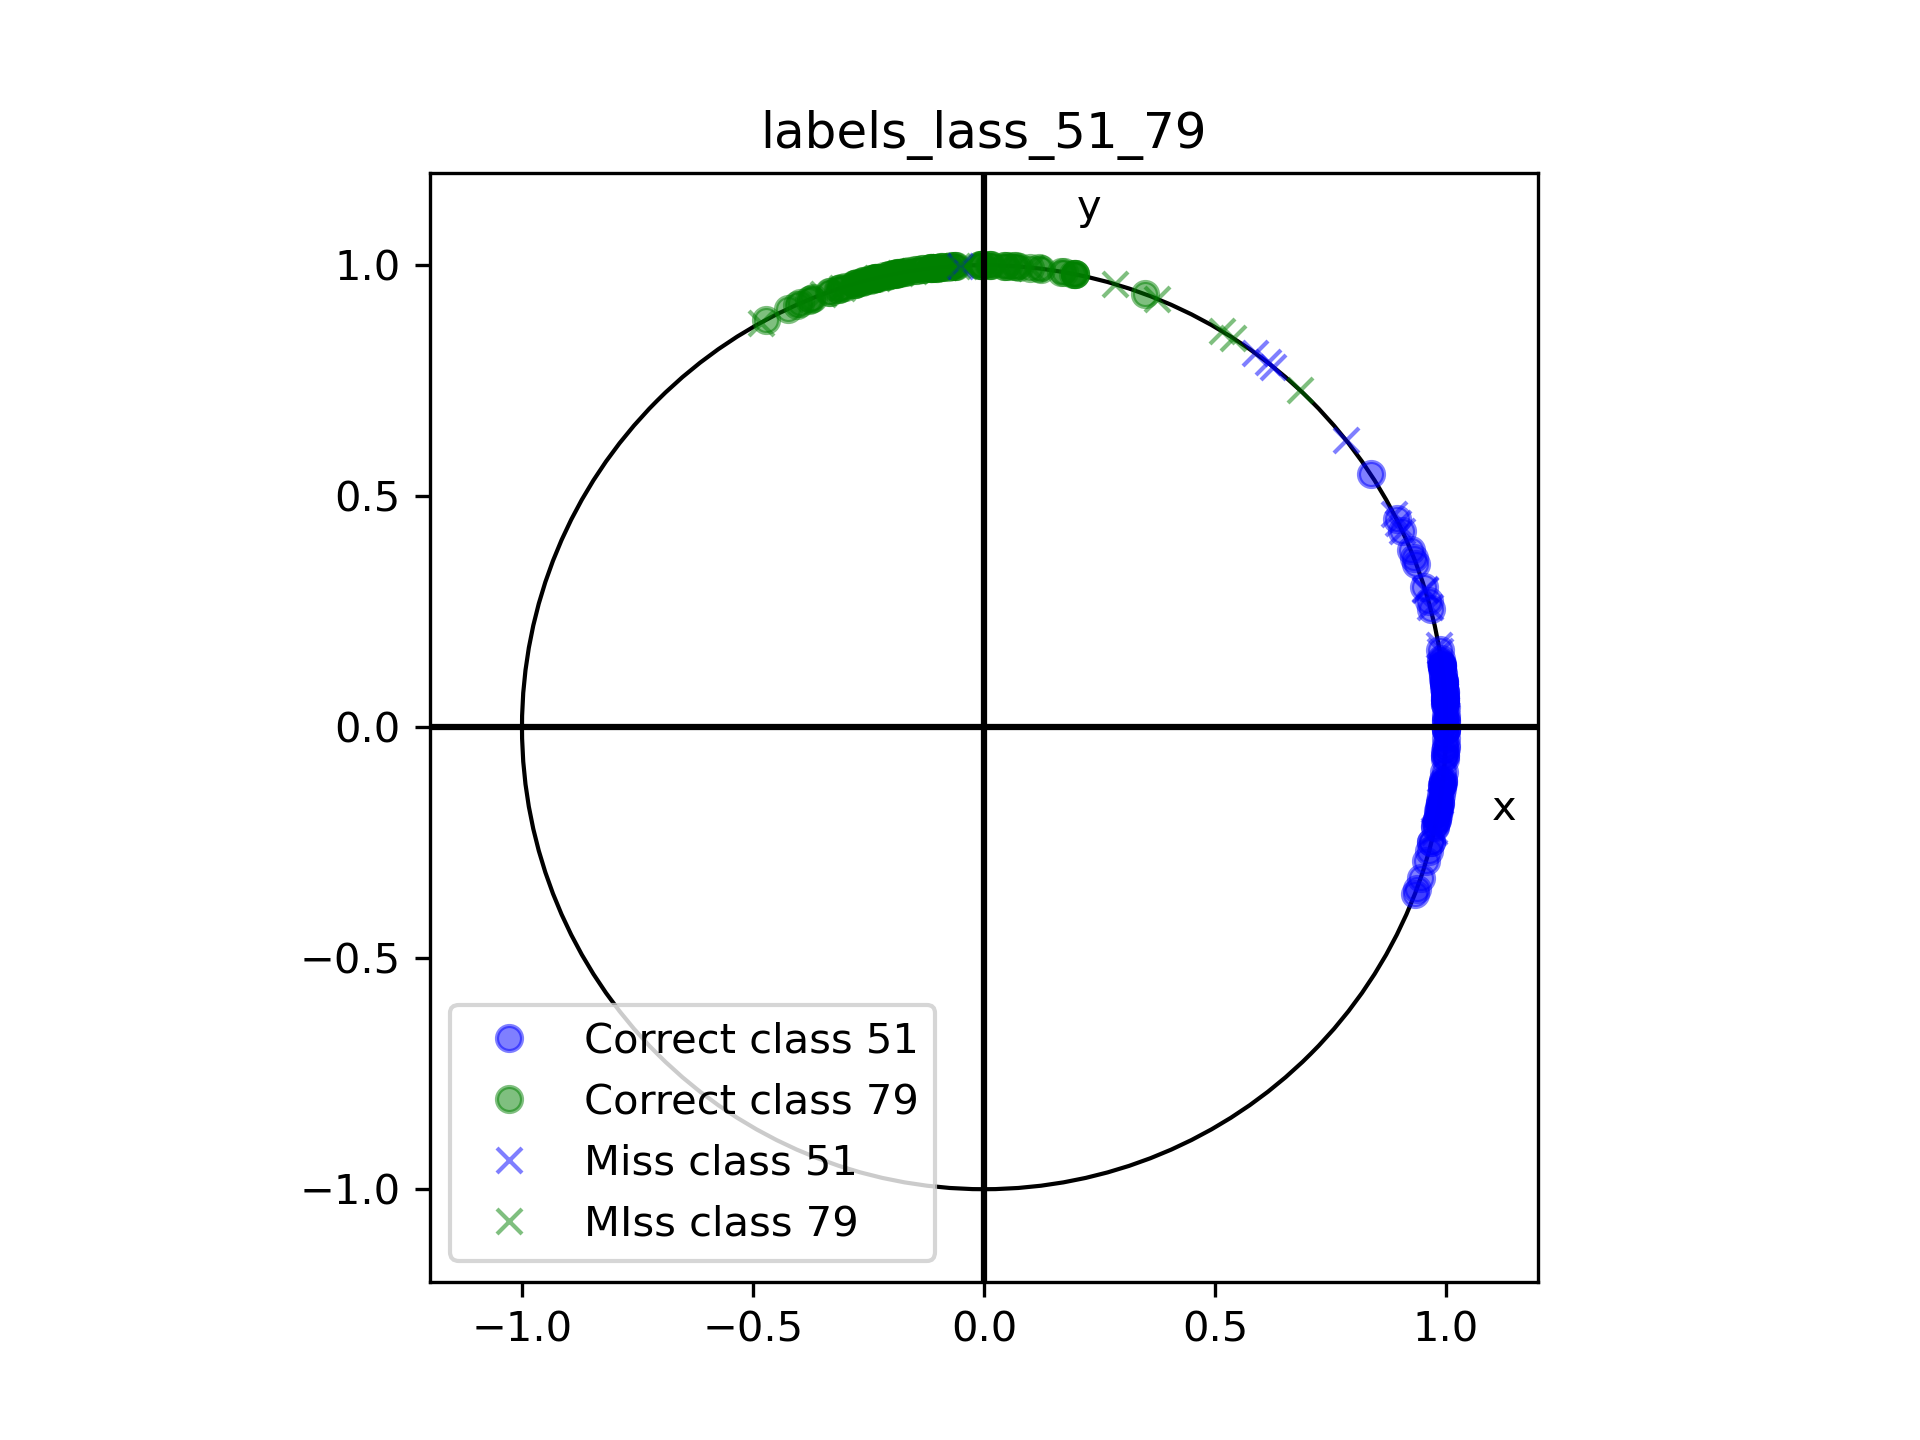 labels_lass_51_79
y
1.0
0.5
0.0
x
−0.5
−1.0
Correct class 51
Correct class 79
Miss class 51
MIss class 79
−1.0 −0.5 0.0 0.5 1.0